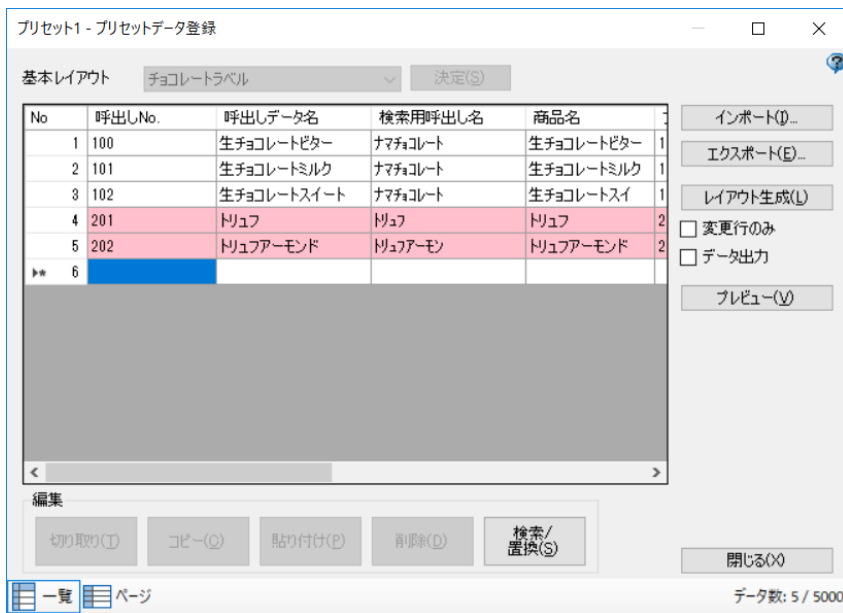 プリセット1 - プリセットデータ登録
基本レイアウト チョコレートラベル 決定(S)
No 呼出しNo. 呼出しデータ名 検索用呼出し名 商品名
1 100 生チョコレートビター ナマチョコレート 生チョコレートビター 1
2 101 生チョコレートミルク ナマチョコレート 生チョコレートミルク 1
3 102 生チョコレートスイート ナマチョコレート 生チョコレートスイ 1
4 201 トリュフ トリュフ トリュフ 2
5 202 トリュフアーモンド トリュフアーモン トリュフアーモンド 2
6
インポート(I)...
エクスポート(E)...
レイアウト生成(L)
変更行のみ
データ出力
プレビュー(V)
編集
切り取り(T) コピー(C) 貼り付け(P) 削除(D) 検索/
置換(S)
閉じる(X)
一覧 ページ データ数: 5 / 5000